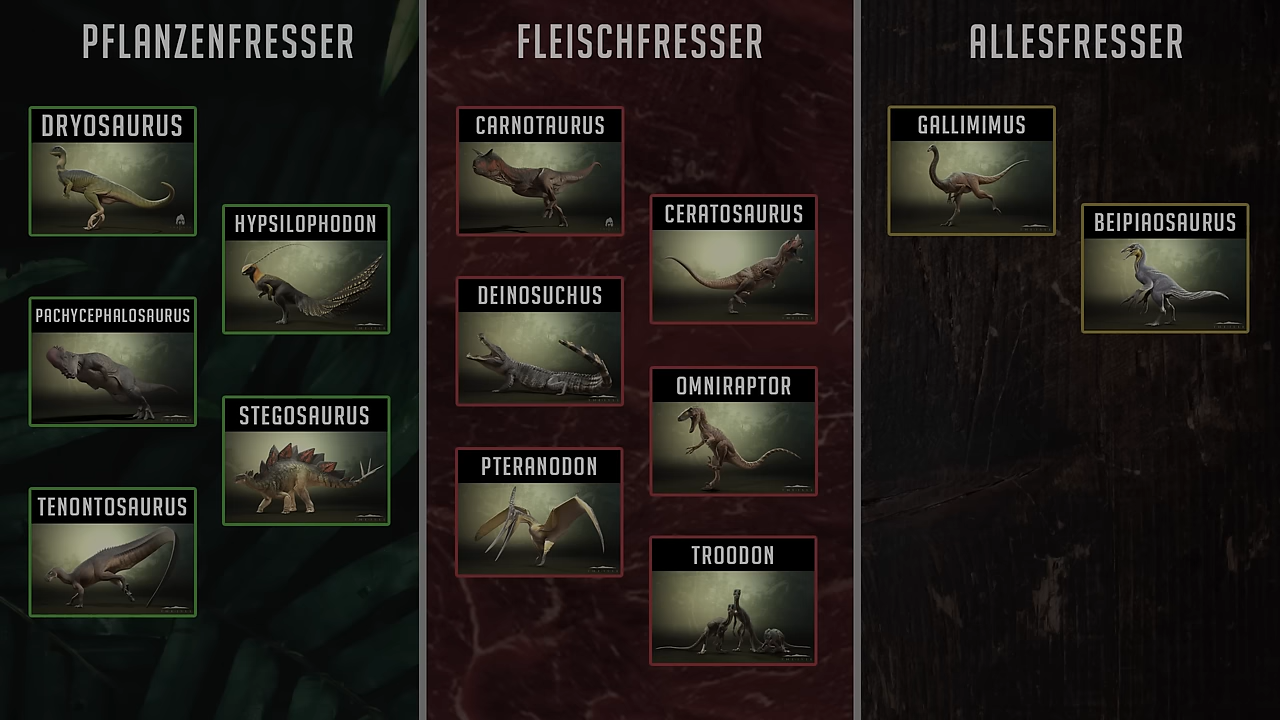 PFLANZENFRESSER
DRYOSAURUS
HYPSILOPHODON
PACHYCEPHALOSAURUS
STEGOSAURUS
TENONTOSAURUS
FLEISCHFRESSER
CARNOTAURUS
CERATOSAURUS
DEINOSUCHUS
OMNIRAPTOR
PTERANODON
TROODON
ALLESFRESSER
GALLIMIMUS
BEIPIAOSAURUS